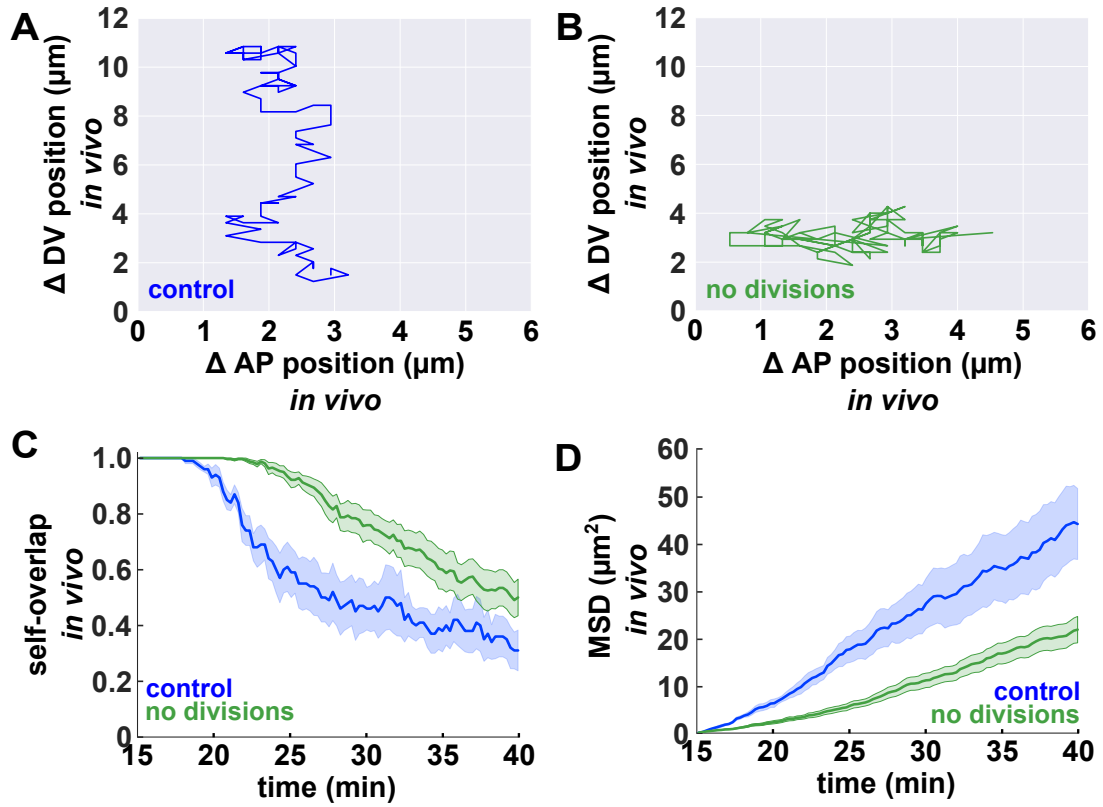 A
Δ DV position (µm)
in vivo
12
10
8
6
4
2
0
control
0 1 2 3 4 5 6
Δ AP position (µm)
in vivo
B
Δ DV position (µm)
in vivo
12
10
8
6
4
2
0
no divisions
0 1 2 3 4 5 6
Δ AP position (µm)
in vivo
C
self-overlap
in vivo
1.0
0.8
0.6
0.4
0.2
0
control
no divisions
15 20 25 30 35 40
time (min)
D
MSD (µm²)
in vivo
60
50
40
30
20
10
0
control
no divisions
15 20 25 30 35 40
time (min)